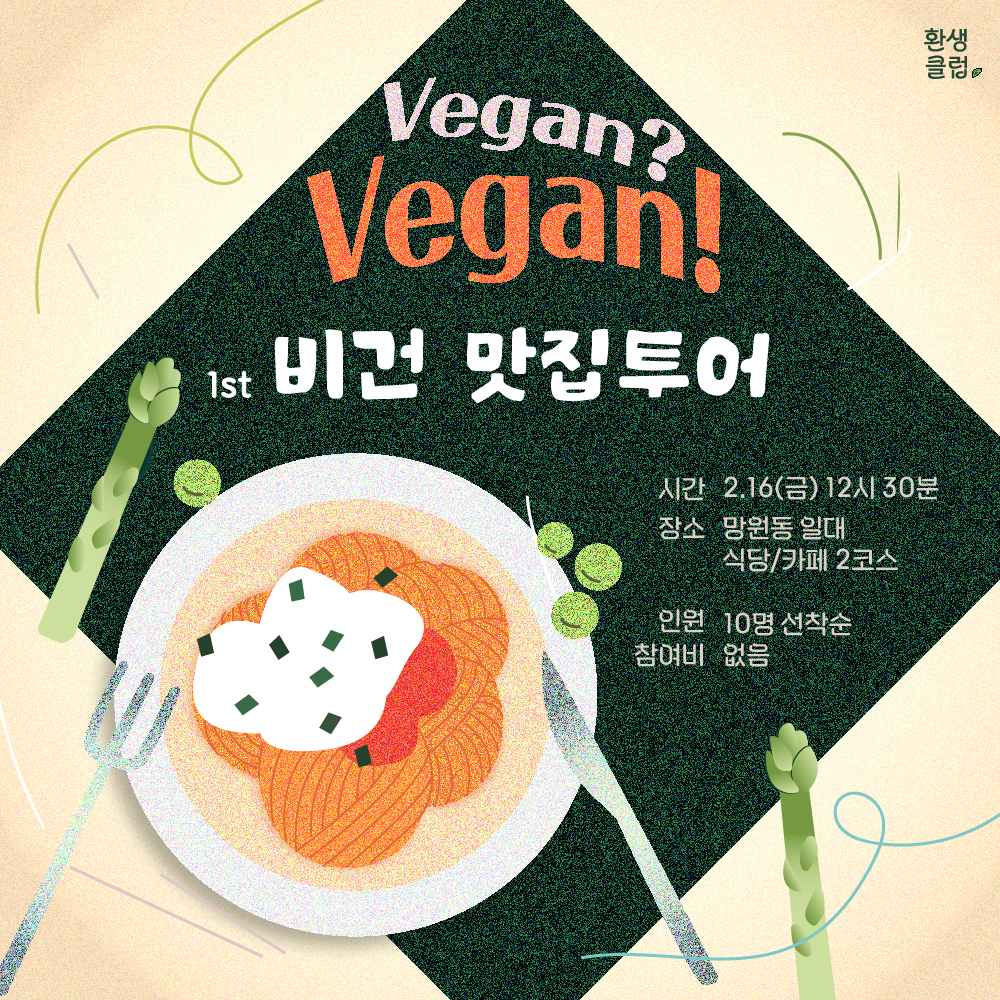 환생
클럽
Vegan?
Vegan!
1st 비건 맛집투어
시간 2.16(금) 12시 30분
장소 망원동 일대
식당/카페 2코스
인원 10명 선착순
참여비 없음